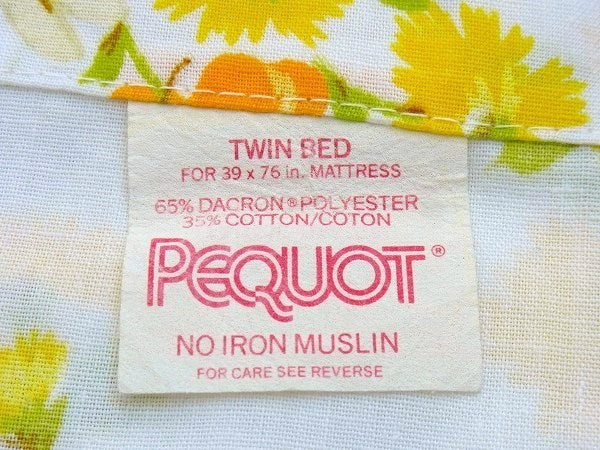 TWIN BED
FOR 39 x 76 in. MATTRESS
65% DACRON® POLYESTER
35% COTTON/COTON
PEQUOT®
NO IRON MUSLIN
FOR CARE SEE REVERSE